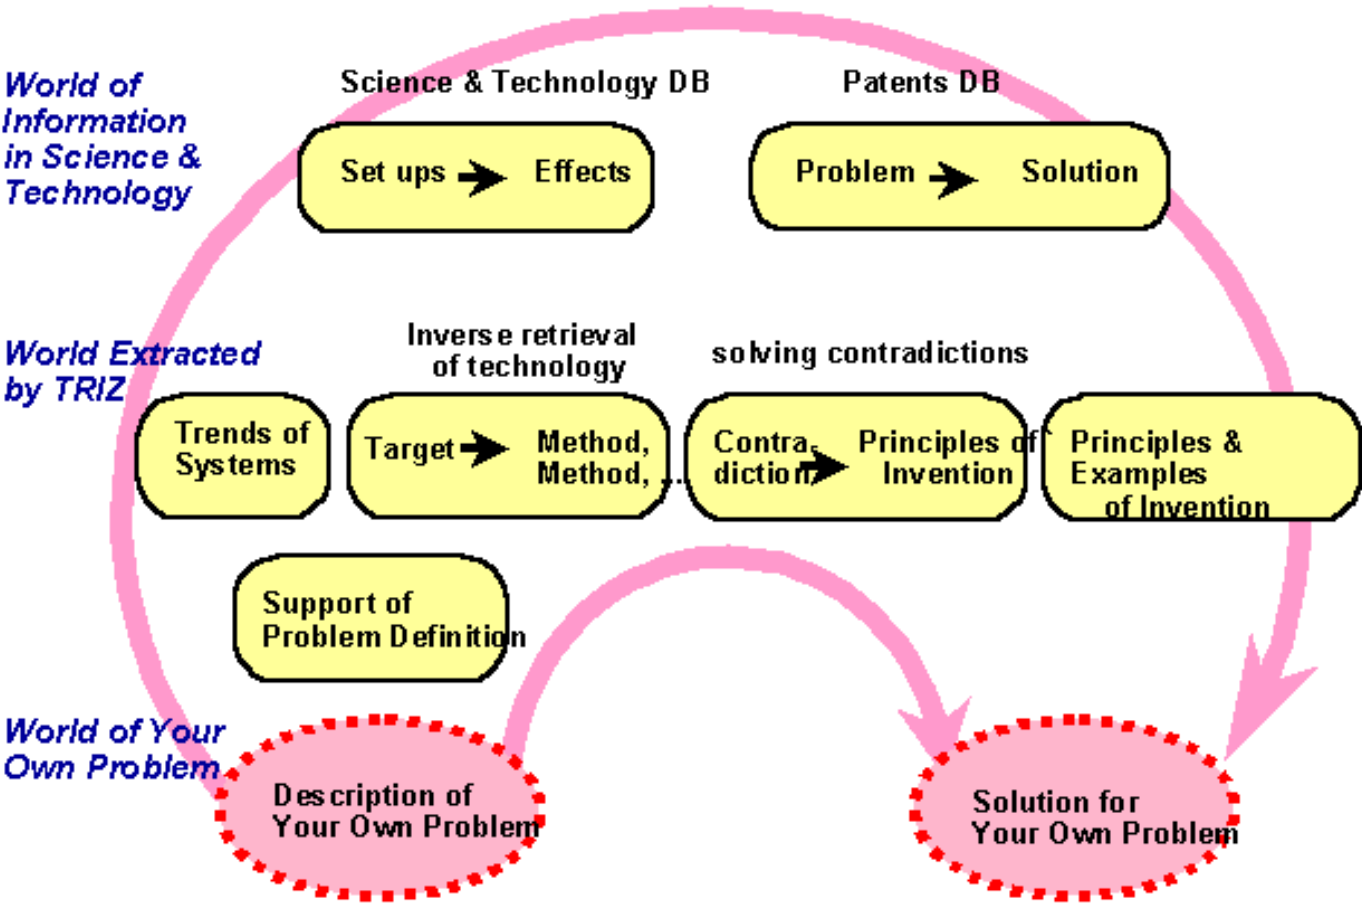 World of
Information
in Science &
Technology
Science & Technology DB
Patents DB
Set ups
Effects
Problem
Solution
World Extracted
by TRIZ
Inverse retrieval
of technology
solving contradictions
Trends of
Systems
Target
Method,
Method, ...
Contra-
diction
Principles of
Invention
Principles &
Examples
of Invention
Support of
Problem Definition
World of Your
Own Problem
Description of
Your Own Problem
Solution for
Your Own Problem